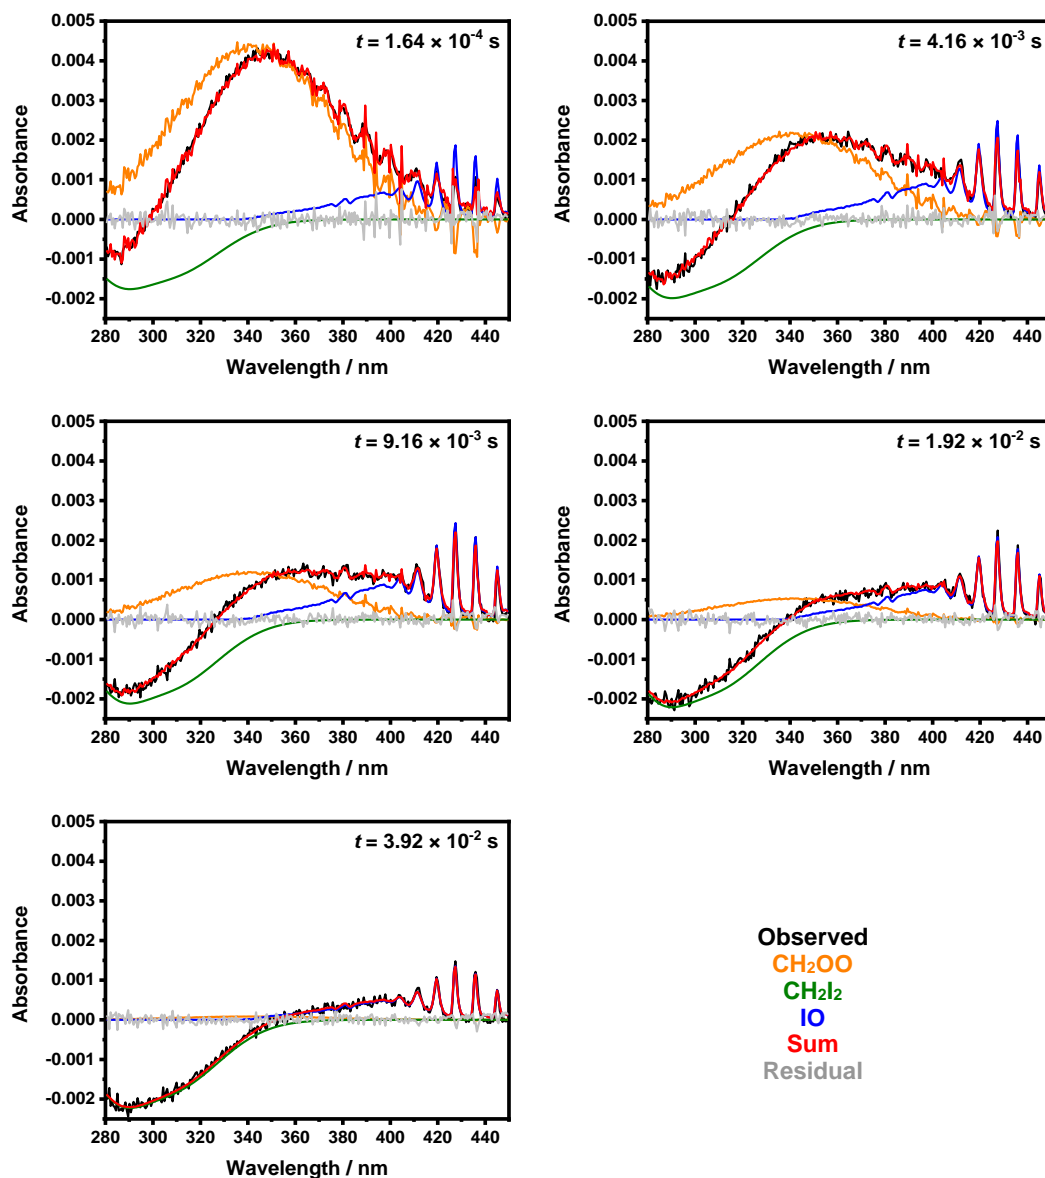 t = 1.64 × 10⁻⁴ s
0.005
0.004
0.003
0.002
0.001
0.000
-0.001
-0.002
Absorbance
280 300 320 340 360 380 400 420 440
Wavelength / nm
t = 4.16 × 10⁻³ s
0.005
0.004
0.003
0.002
0.001
0.000
-0.001
-0.002
Absorbance
280 300 320 340 360 380 400 420 440
Wavelength / nm
t = 9.16 × 10⁻³ s
0.005
0.004
0.003
0.002
0.001
0.000
-0.001
-0.002
Absorbance
280 300 320 340 360 380 400 420 440
Wavelength / nm
t = 1.92 × 10⁻² s
0.005
0.004
0.003
0.002
0.001
0.000
-0.001
-0.002
Absorbance
280 300 320 340 360 380 400 420 440
Wavelength / nm
t = 3.92 × 10⁻² s
0.005
0.004
0.003
0.002
0.001
0.000
-0.001
-0.002
Absorbance
280 300 320 340 360 380 400 420 440
Wavelength / nm
Observed
CH₂OO
CH₂I₂
IO
Sum
Residual